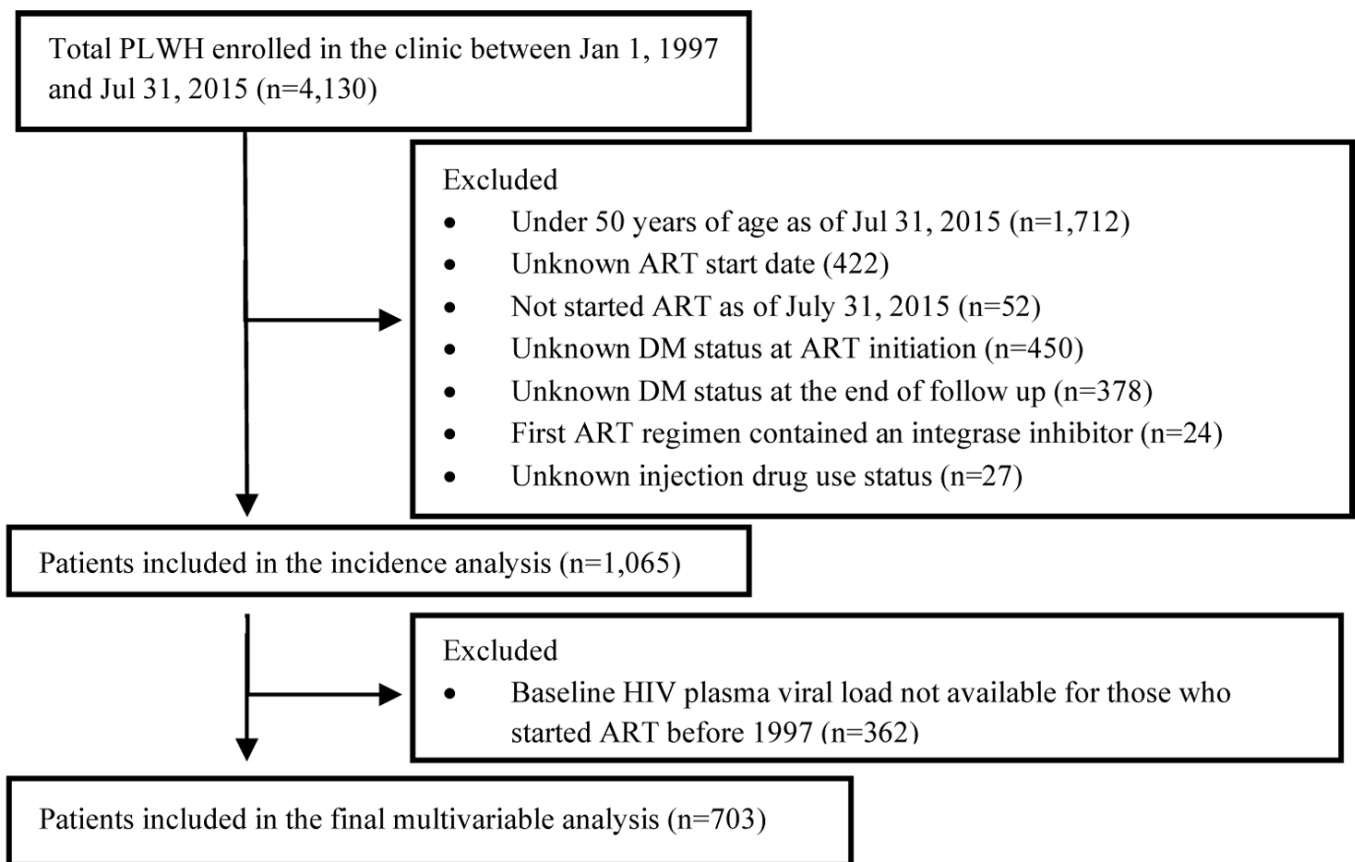 Total PLWH enrolled in the clinic between Jan 1, 1997
and Jul 31, 2015 (n=4,130)
Excluded
• Under 50 years of age as of Jul 31, 2015 (n=1,712)
• Unknown ART start date (422)
• Not started ART as of July 31, 2015 (n=52)
• Unknown DM status at ART initiation (n=450)
• Unknown DM status at the end of follow up (n=378)
• First ART regimen contained an integrase inhibitor (n=24)
• Unknown injection drug use status (n=27)
Patients included in the incidence analysis (n=1,065)
Excluded
• Baseline HIV plasma viral load not available for those who
started ART before 1997 (n=362)
Patients included in the final multivariable analysis (n=703)